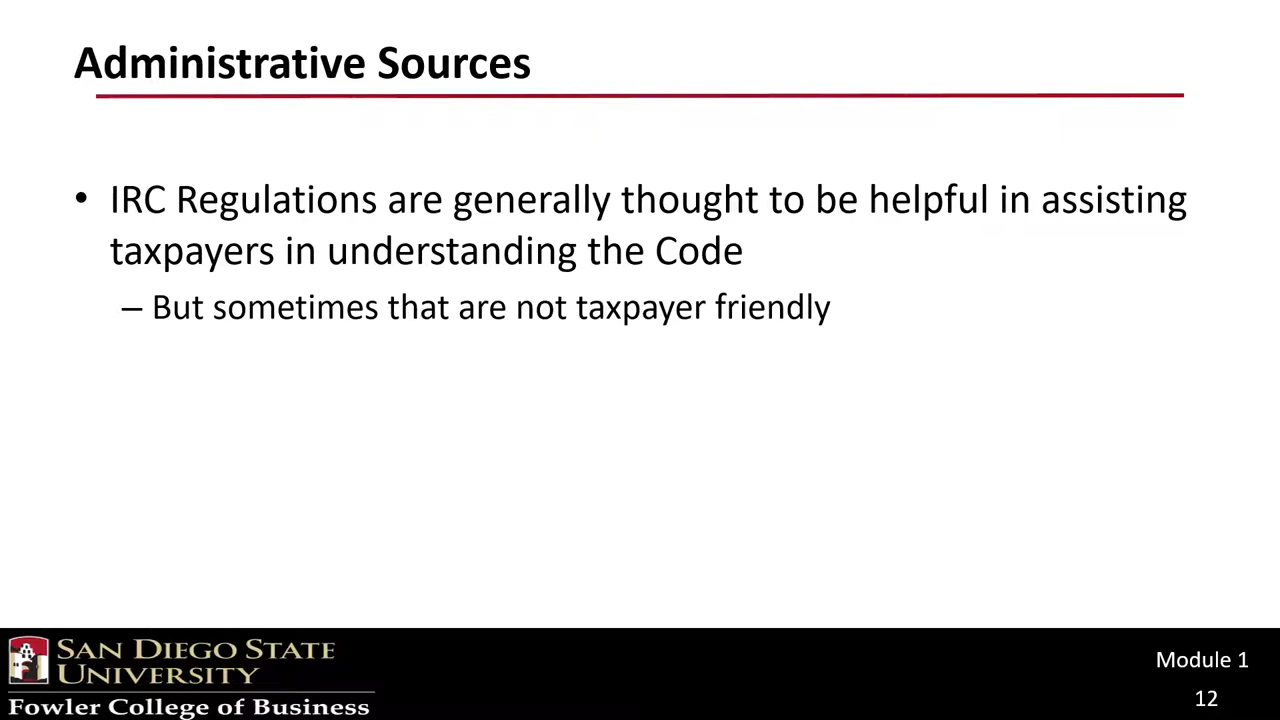 Administrative Sources
• IRC Regulations are generally thought to be helpful in assisting
taxpayers in understanding the Code
– But sometimes that are not taxpayer friendly
SAN DIEGO STATE
UNIVERSITY
Fowler College of Business
Module 1
12